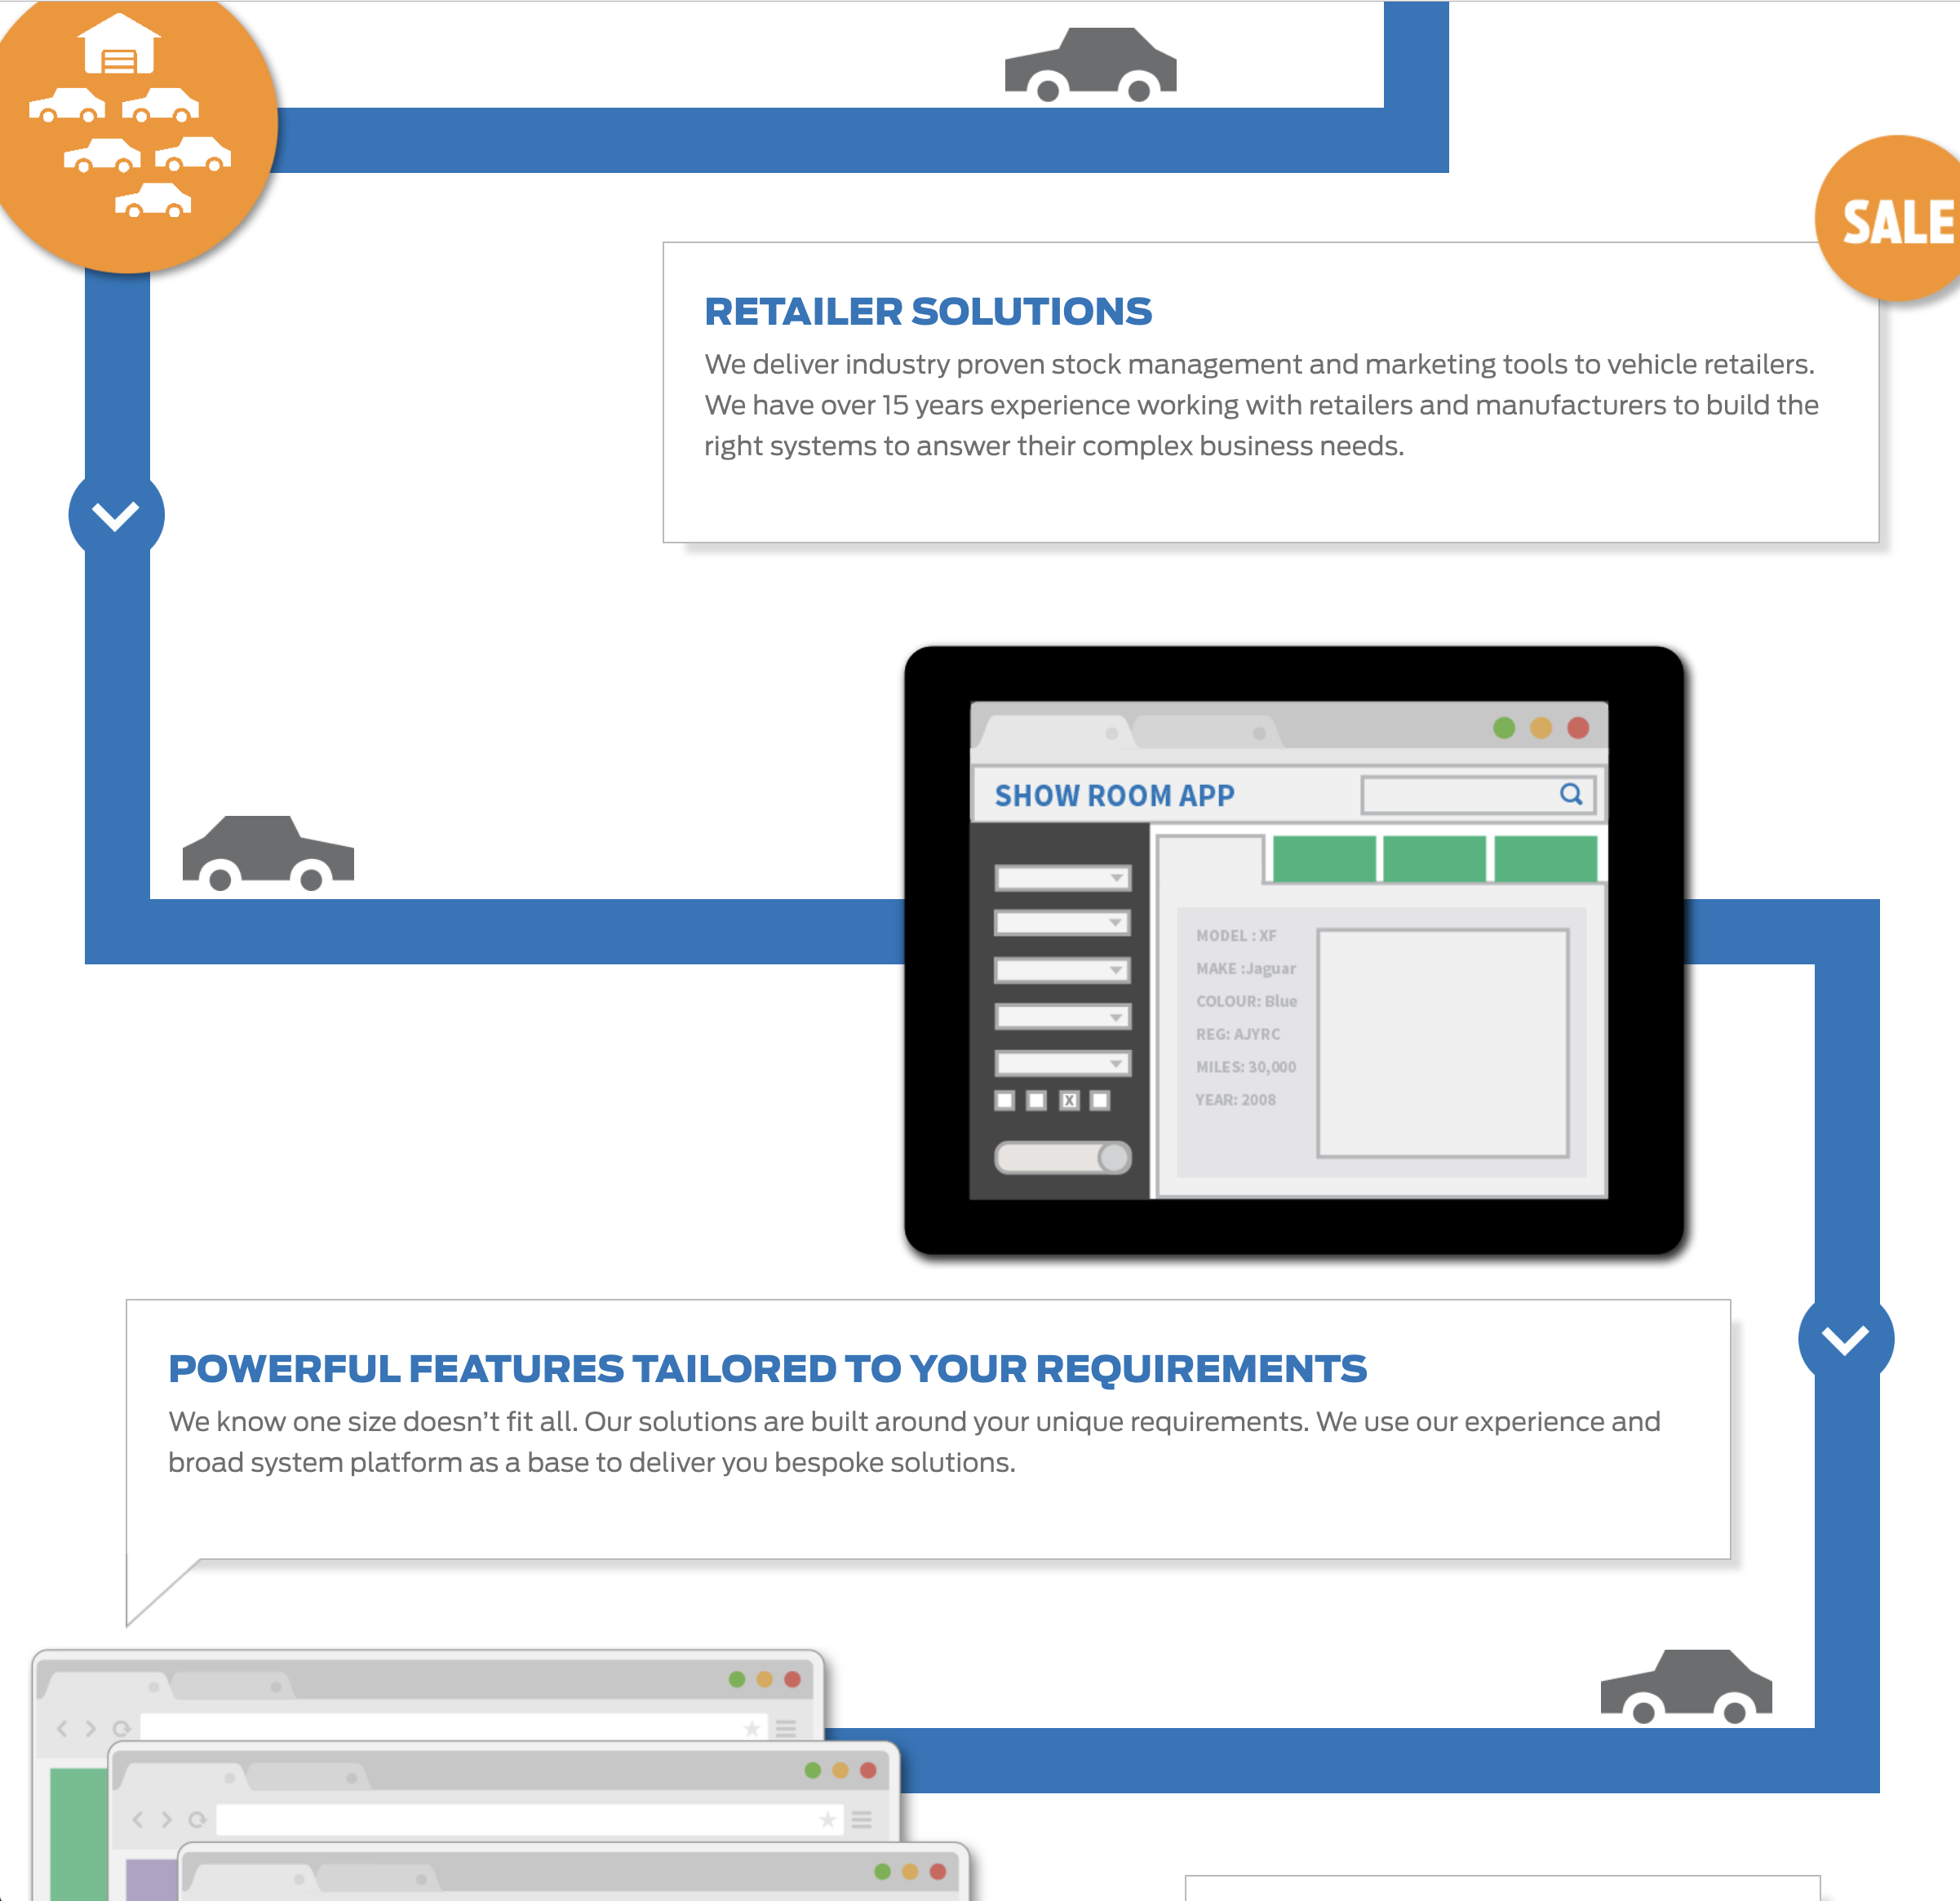 SALE
RETAILER SOLUTIONS
We deliver industry proven stock management and marketing tools to vehicle retailers.
We have over 15 years experience working with retailers and manufacturers to build the
right systems to answer their complex business needs.
SHOW ROOM APP
MODEL : XF
MAKE :Jaguar
COLOUR: Blue
REG: AJYRC
MILES: 30,000
YEAR: 2008
X
POWERFUL FEATURES TAILORED TO YOUR REQUIREMENTS
We know one size doesn’t fit all. Our solutions are built around your unique requirements. We use our experience and
broad system platform as a base to deliver you bespoke solutions.